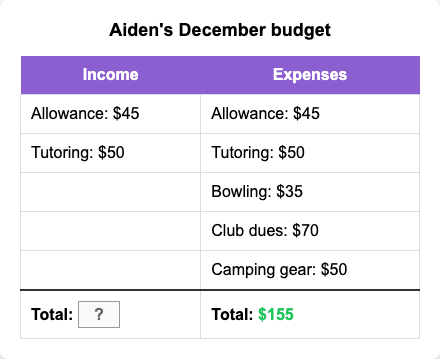 Aiden's December budget
Income Expenses
Allowance: $45 Allowance: $45
Tutoring: $50 Tutoring: $50
Bowling: $35
Club dues: $70
Camping gear: $50
Total: ? Total: $155